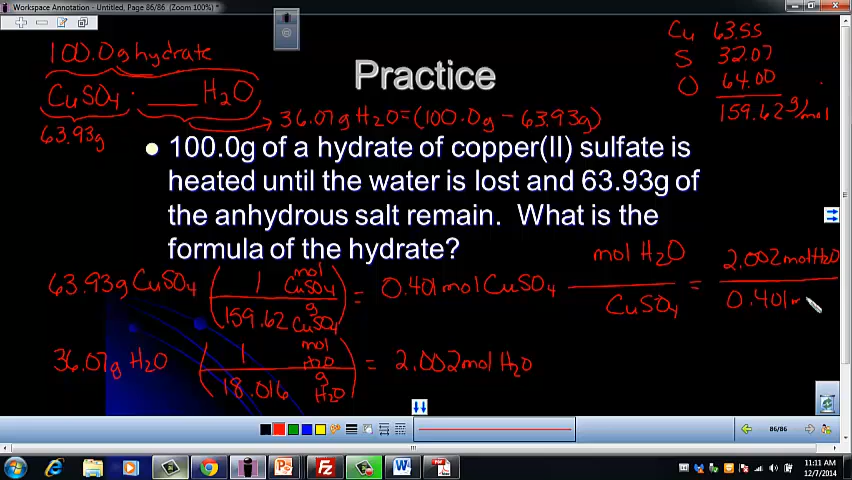 Workspace Annotation - Untitled, Page 86/86 (Zoom 100%) *
100.0g hydrate
CuSO4 · ___ H2O
63.93g
36.07g H2O = (100.0g - 63.93g)
Cu 63.55
S 32.07
O 64.00
159.62 g/mol
Practice
• 100.0g of a hydrate of copper(II) sulfate is
heated until the water is lost and 63.93g of
the anhydrous salt remain. What is the
formula of the hydrate?
63.93g CuSO4 (1 mol CuSO4 / 159.62 g CuSO4) = 0.401 mol CuSO4
mol H2O / CuSO4 = 2.002 mol H2O / 0.401 m
36.07g H2O (1 mol H2O / 18.016 g H2O) = 2.002 mol H2O
86/86
11:11 AM
12/7/2014